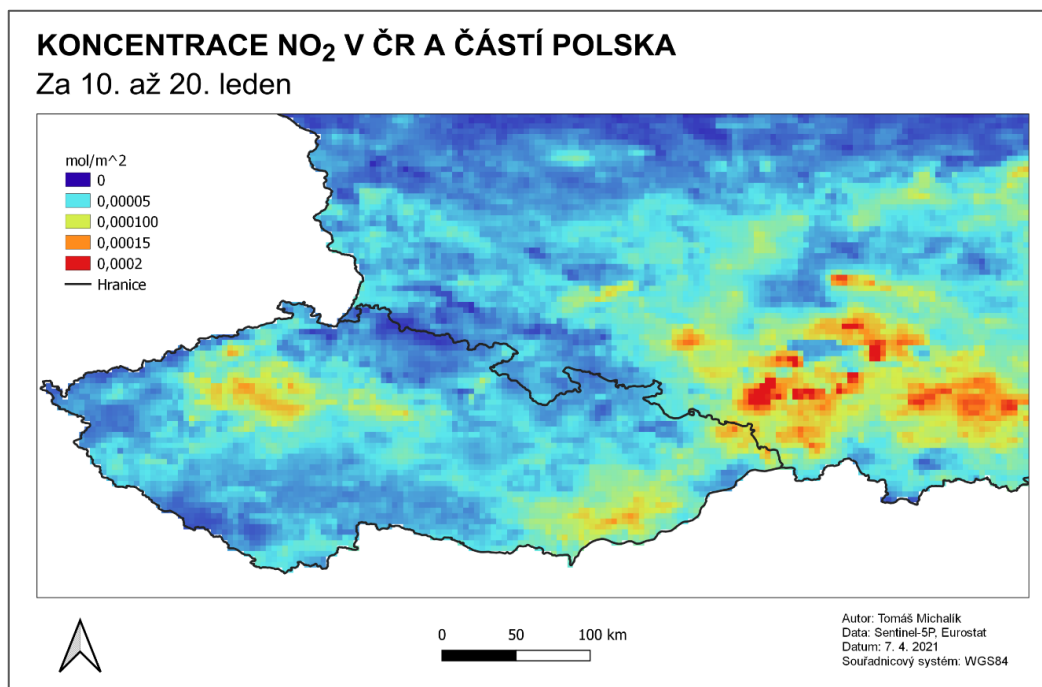 KONCENTRACE NO₂ V ČR A ČÁSTÍ POLSKA
Za 10. až 20. leden
mol/m^2
0
0,00005
0,000100
0,00015
0,0002
Hranice
0 50 100 km
Autor: Tomáš Michalík
Data: Sentinel-5P, Eurostat
Datum: 7. 4. 2021
Souřadnicový systém: WGS84